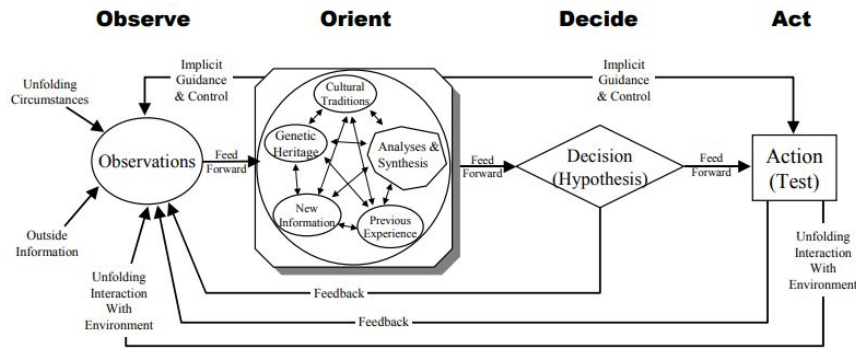 Observe
Orient
Decide
Act
Implicit
Guidance
& Control
Implicit
Guidance
& Control
Unfolding
Circumstances
Cultural
Traditions
Genetic
Heritage
Analyses &
Synthesis
Observations
Feed
Forward
Feed
Forward
Decision
(Hypothesis)
Feed
Forward
Action
(Test)
New
Information
Previous
Experience
Outside
Information
Unfolding
Interaction
With
Environment
Unfolding
Interaction
With
Environment
Feedback
Feedback